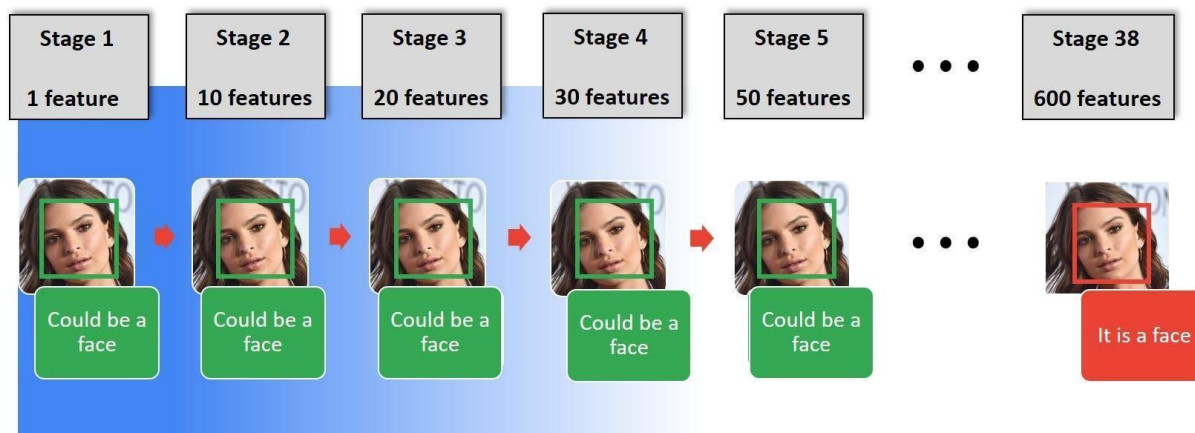 Stage 1
1 feature
Stage 2
10 features
Stage 3
20 features
Stage 4
30 features
Stage 5
50 features
• • •
Stage 38
600 features
Could be a
face
Could be a
face
Could be a
face
Could be a
face
Could be a
face
• • •
It is a face